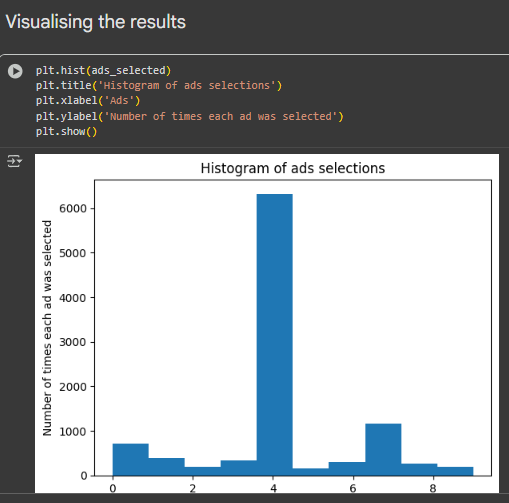 Visualising the results
plt.hist(ads_selected)
plt.title('Histogram of ads selections')
plt.xlabel('Ads')
plt.ylabel('Number of times each ad was selected')
plt.show()
Histogram of ads selections
Number of times each ad was selected
6000
5000
4000
3000
2000
1000
0
0 2 4 6 8